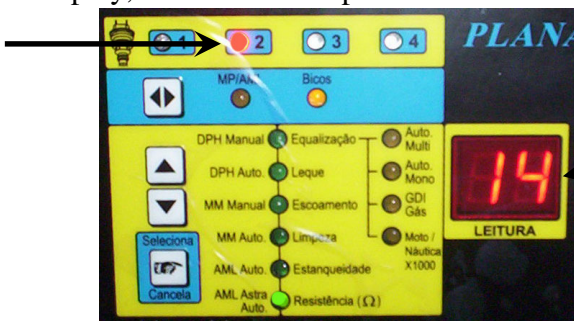 1 2 3 4 PLANA
MP/AML Bicos
DPH Manual Equalização Auto. Multi
DPH Auto. Leque Auto. Mono
MM Manual Escoamento GDI Gás
MM Auto. Limpeza Moto / Náutica X1000
AML Auto. Estanqueidade
AML Astra Auto. Resistência (Ω)
Seleciona
Cancela
14
LEITURA